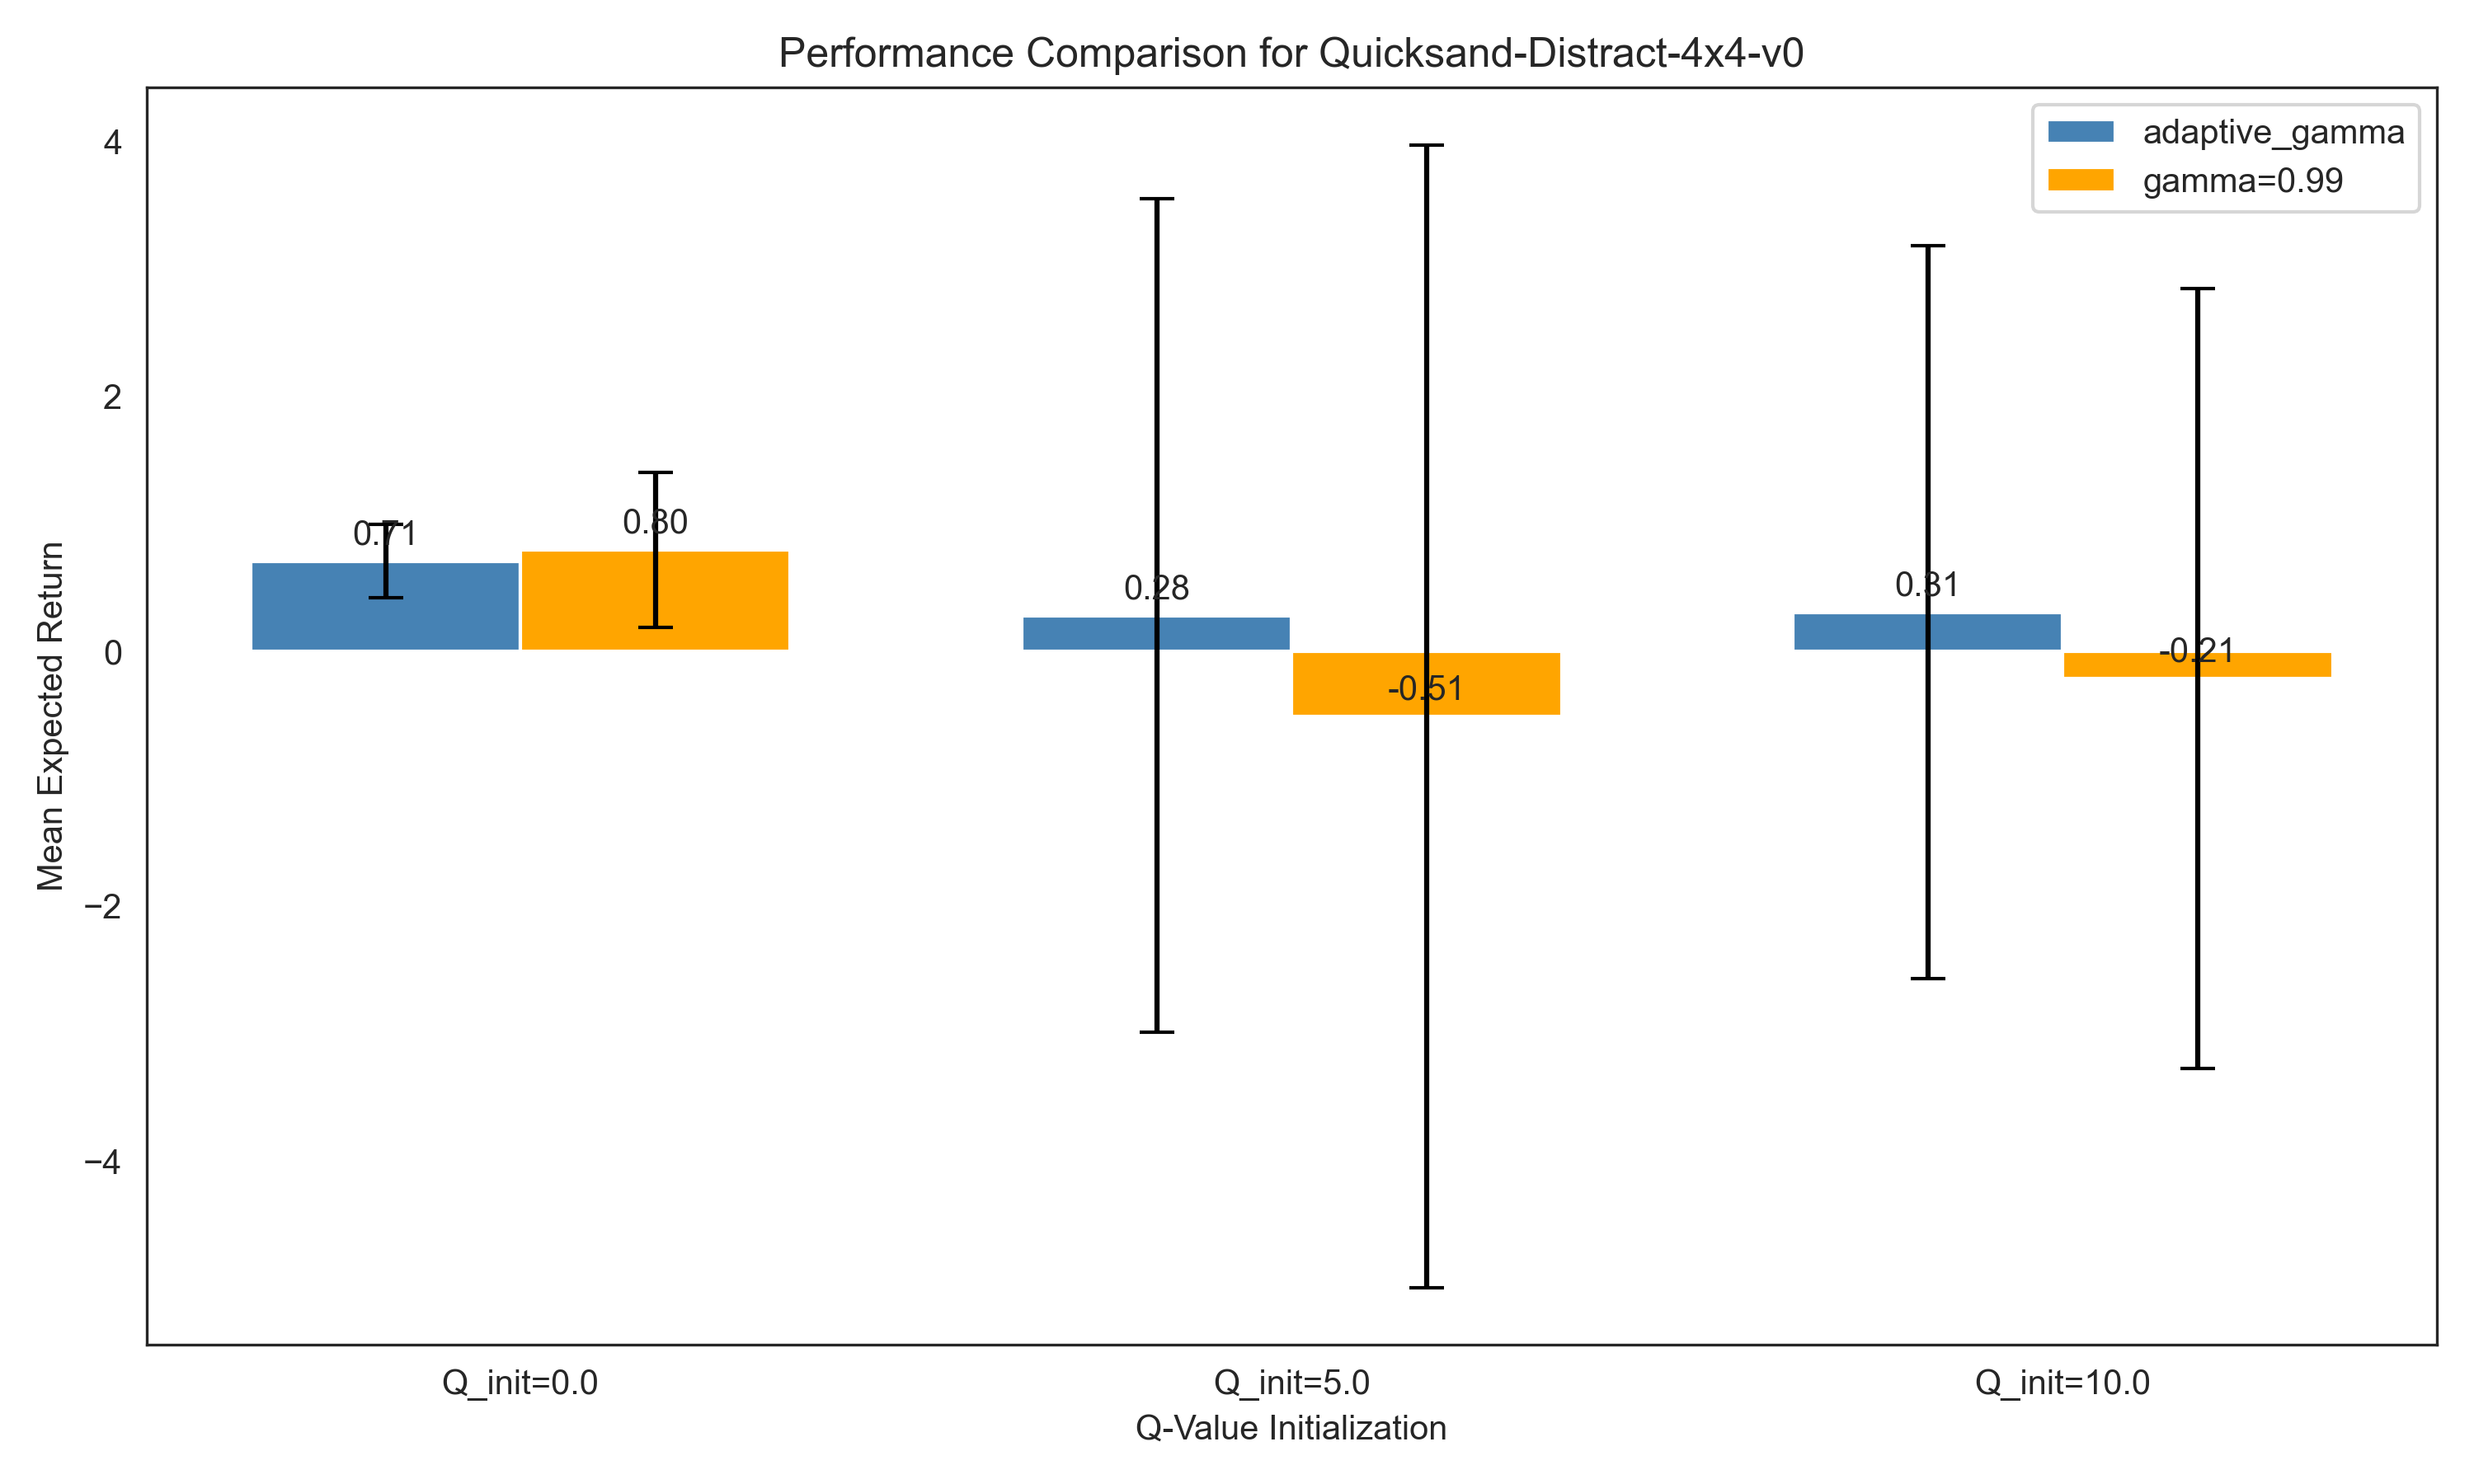 Performance Comparison for Quicksand-Distract-4x4-v0
adaptive_gamma
gamma=0.99
4
2
0
−2
−4
Mean Expected Return
0.71
0.80
0.28
-0.51
0.31
-0.21
Q_init=0.0
Q_init=5.0
Q_init=10.0
Q-Value Initialization